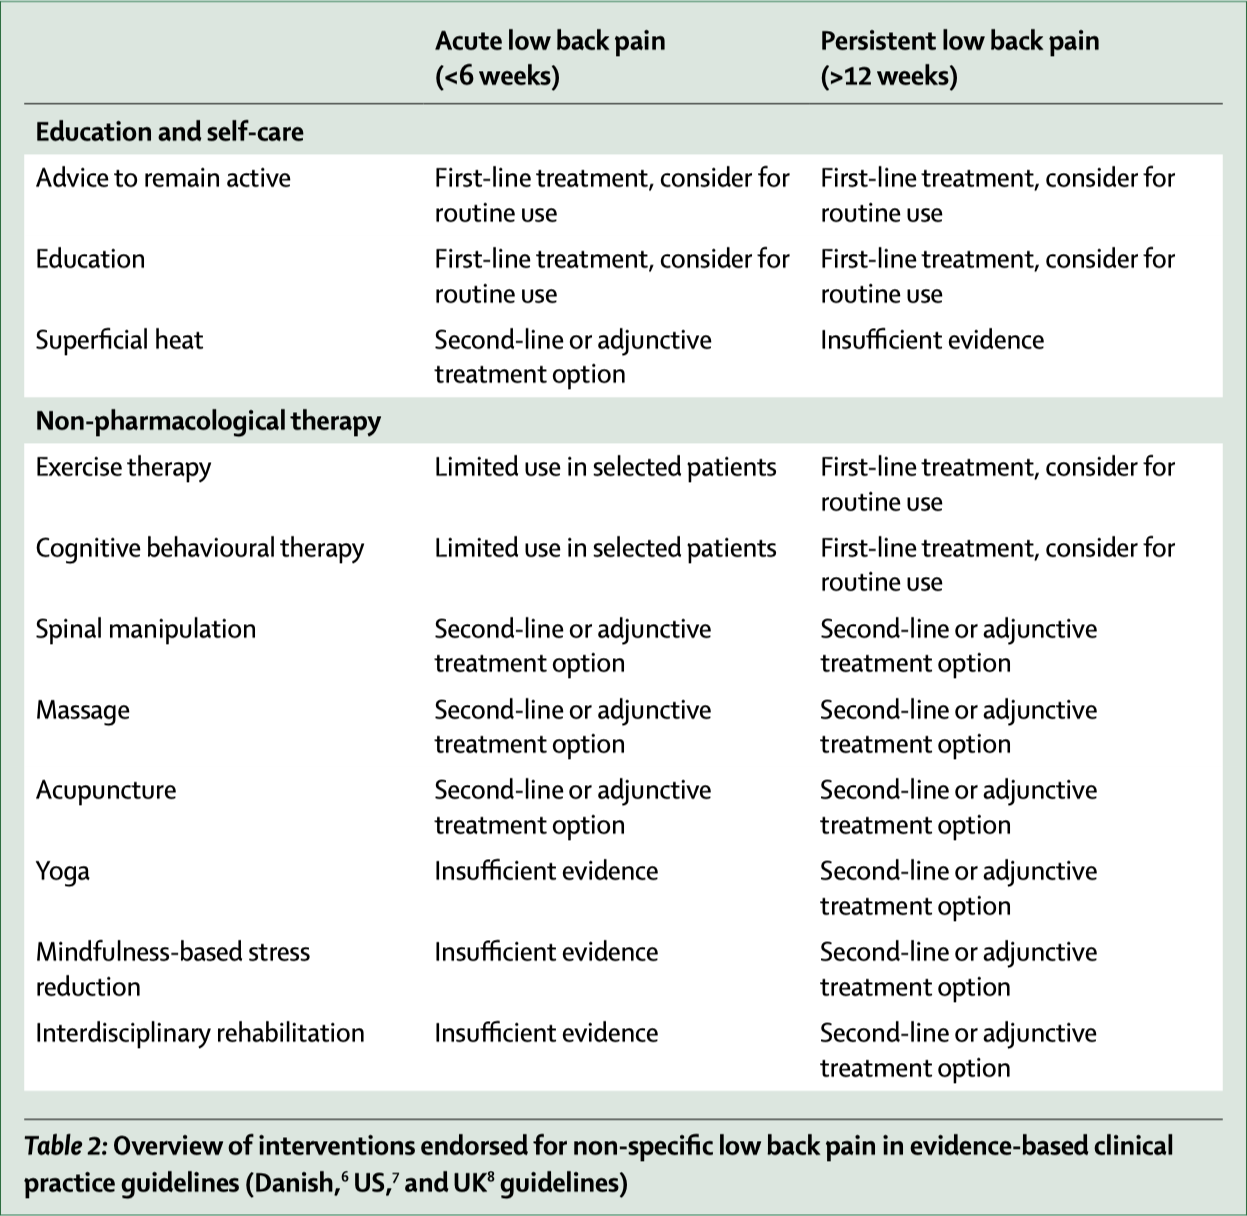 Acute low back pain Persistent low back pain
(<6 weeks) (>12 weeks)
Education and self-care
Advice to remain active First-line treatment, consider for First-line treatment, consider for
routine use routine use
Education First-line treatment, consider for First-line treatment, consider for
routine use routine use
Superficial heat Second-line or adjunctive Insufficient evidence
treatment option
Non-pharmacological therapy
Exercise therapy Limited use in selected patients First-line treatment, consider for
routine use
Cognitive behavioural therapy Limited use in selected patients First-line treatment, consider for
routine use
Spinal manipulation Second-line or adjunctive Second-line or adjunctive
treatment option treatment option
Massage Second-line or adjunctive Second-line or adjunctive
treatment option treatment option
Acupuncture Second-line or adjunctive Second-line or adjunctive
treatment option treatment option
Yoga Insufficient evidence Second-line or adjunctive
treatment option
Mindfulness-based stress Insufficient evidence Second-line or adjunctive
reduction treatment option
Interdisciplinary rehabilitation Insufficient evidence Second-line or adjunctive
treatment option
Table 2: Overview of interventions endorsed for non-specific low back pain in evidence-based clinical
practice guidelines (Danish,⁶ US,⁷ and UK⁸ guidelines)